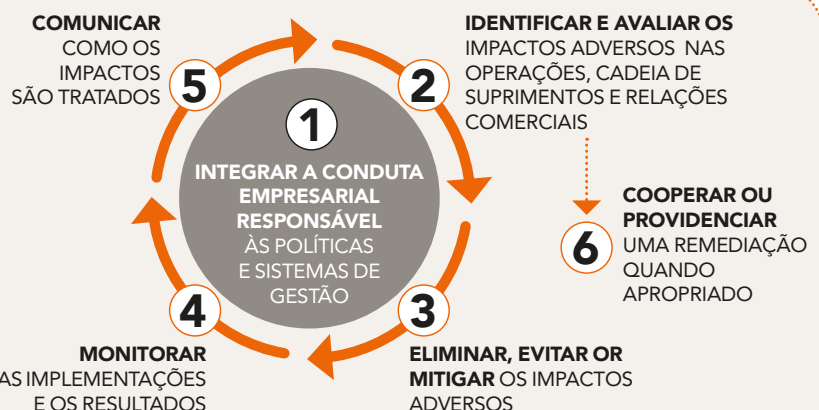 1
INTEGRAR A CONDUTA
EMPRESARIAL
RESPONSÁVEL
ÀS POLÍTICAS
E SISTEMAS DE
GESTÃO
2
IDENTIFICAR E AVALIAR OS
IMPACTOS ADVERSOS NAS
OPERAÇÕES, CADEIA DE
SUPRIMENTOS E RELAÇÕES
COMERCIAIS
3
ELIMINAR, EVITAR OR
MITIGAR OS IMPACTOS
ADVERSOS
4
MONITORAR
AS IMPLEMENTAÇÕES
E OS RESULTADOS
5
COMUNICAR
COMO OS
IMPACTOS
SÃO TRATADOS
6
COOPERAR OU
PROVIDENCIAR
UMA REMEDIAÇÃO
QUANDO
APROPRIADO